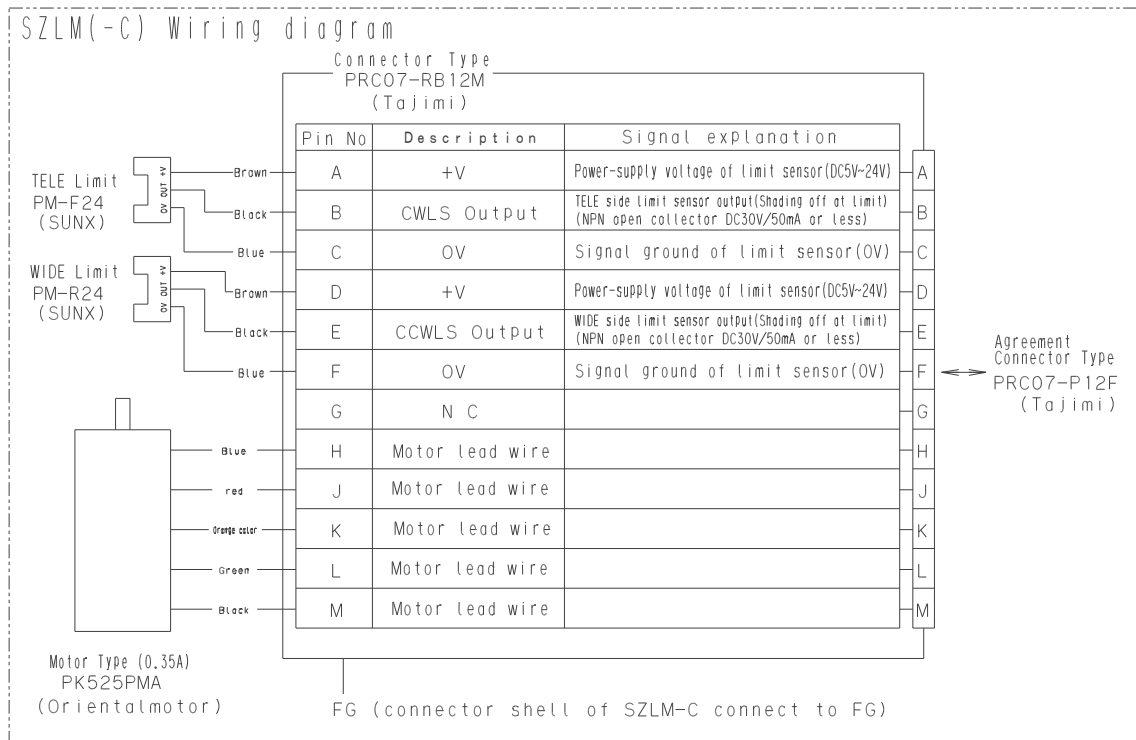 SZLM(-C) Wiring diagram
Connector Type
PRC07-RB12M
(Tajimi)
Pin No Description Signal explanation
TELE Limit
PM-F24
(SUNX)
+V
OUT
0V
WIDE Limit
PM-R24
(SUNX)
+V
OUT
0V
Brown A +V Power-supply voltage of limit sensor(DC5V~24V) A
Black B CWLS Output TELE side limit sensor output(Shading off at limit) B
(NPN open collector DC30V/50mA or less)
Blue C 0V Signal ground of limit sensor(0V) C
Brown D +V Power-supply voltage of limit sensor(DC5V~24V) D
Black E CCWLS Output WIDE side limit sensor output(Shading off at limit) E
(NPN open collector DC30V/50mA or less)
Blue F 0V Signal ground of limit sensor(0V) F
G N C G
Blue H Motor lead wire H
red J Motor lead wire J
Orange color K Motor lead wire K
Green L Motor lead wire L
Black M Motor lead wire M
Agreement
Connector Type
PRC07-P12F
(Tajimi)
Motor Type (0.35A)
PK525PMA
(Orientalmotor)
FG (connector shell of SZLM-C connect to FG)